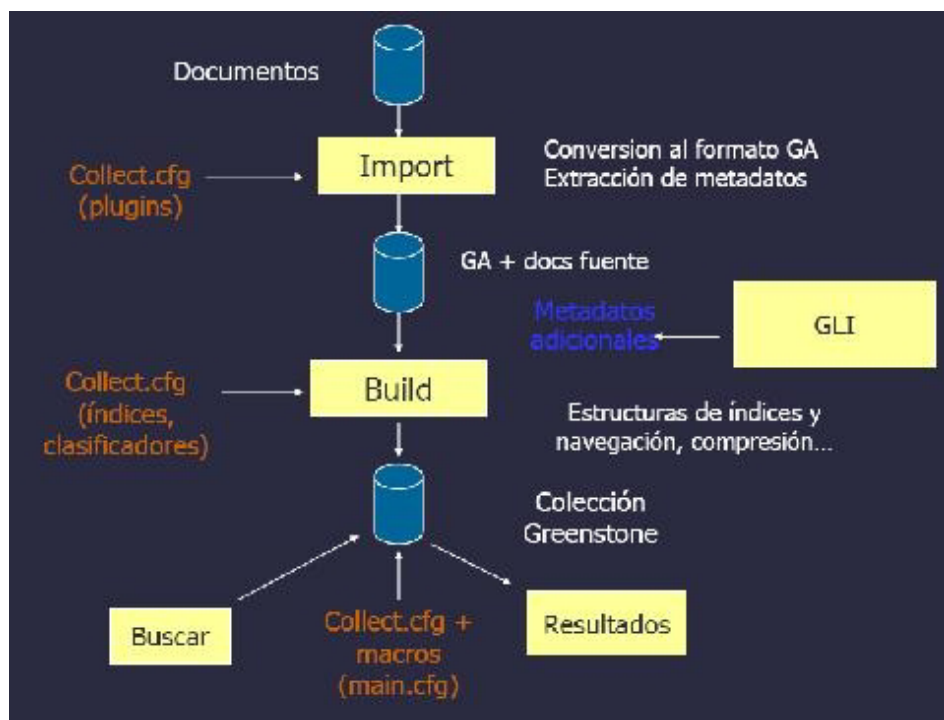 Documentos
Import
Conversion al formato GA
Extracción de metadatos
Collect.cfg
(plugins)
GA + docs fuente
Metadatos
adicionales
GLI
Collect.cfg
(índices,
clasificadores)
Build
Estructuras de índices y
navegación, compresión...
Colección
Greenstone
Buscar
Collect.cfg +
macros
(main.cfg)
Resultados